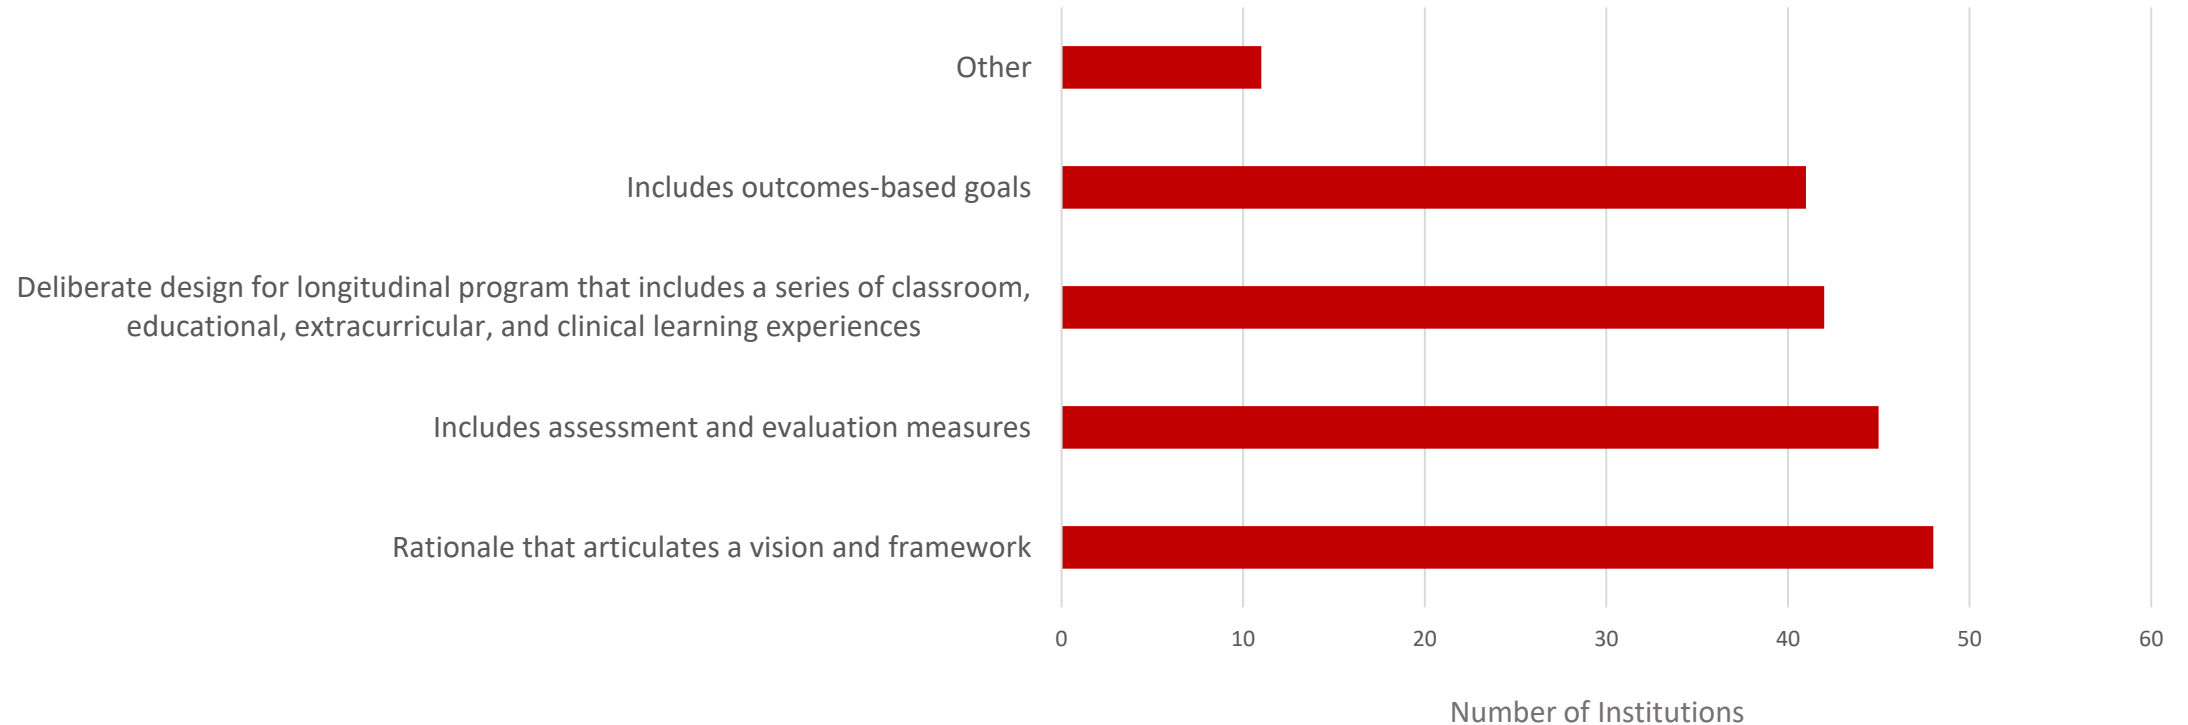 Other
Includes outcomes-based goals
Deliberate design for longitudinal program that includes a series of classroom,
educational, extracurricular, and clinical learning experiences
Includes assessment and evaluation measures
Rationale that articulates a vision and framework
0 10 20 30 40 50 60
Number of Institutions